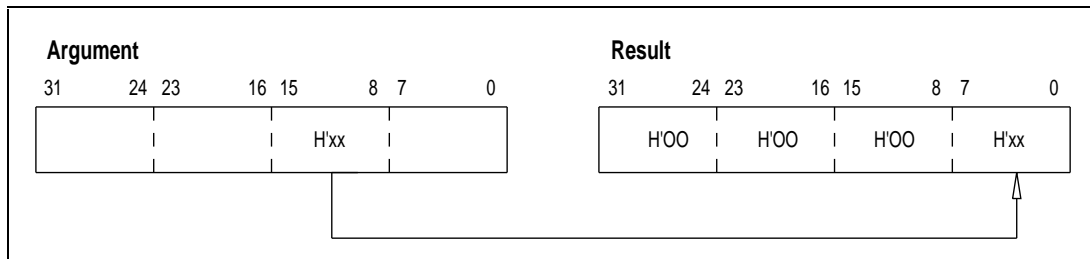 Argument Result
31 24 23 16 15 8 7 0 31 24 23 16 15 8 7 0
H'xx H'OO H'OO H'OO H'xx